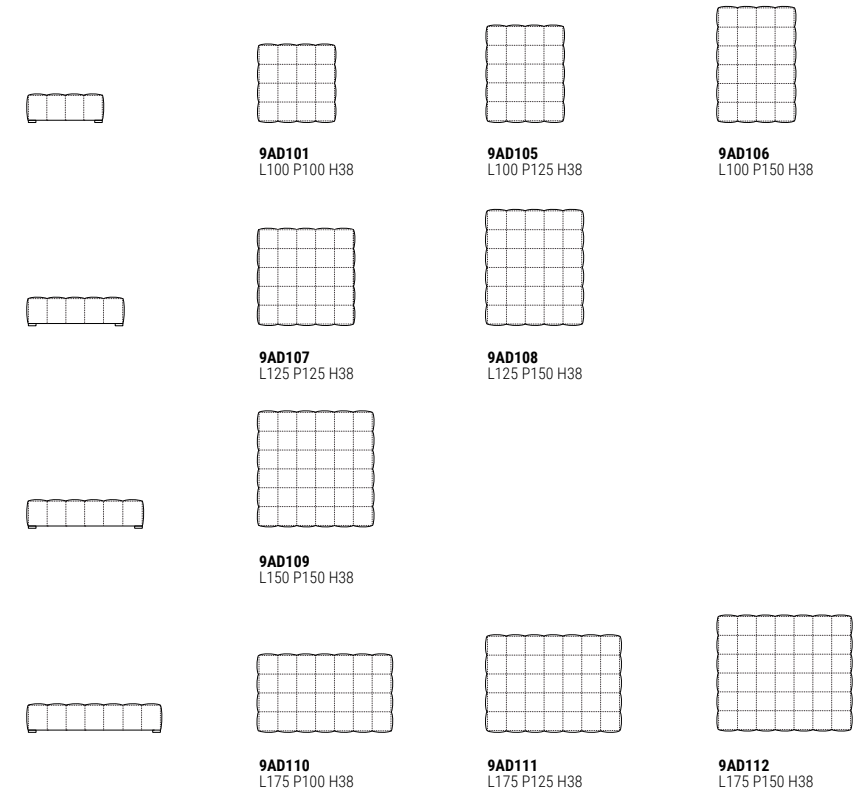 9AD101
L100 P100 H38
9AD105
L100 P125 H38
9AD106
L100 P150 H38
9AD107
L125 P125 H38
9AD108
L125 P150 H38
9AD109
L150 P150 H38
9AD110
L175 P100 H38
9AD111
L175 P125 H38
9AD112
L175 P150 H38